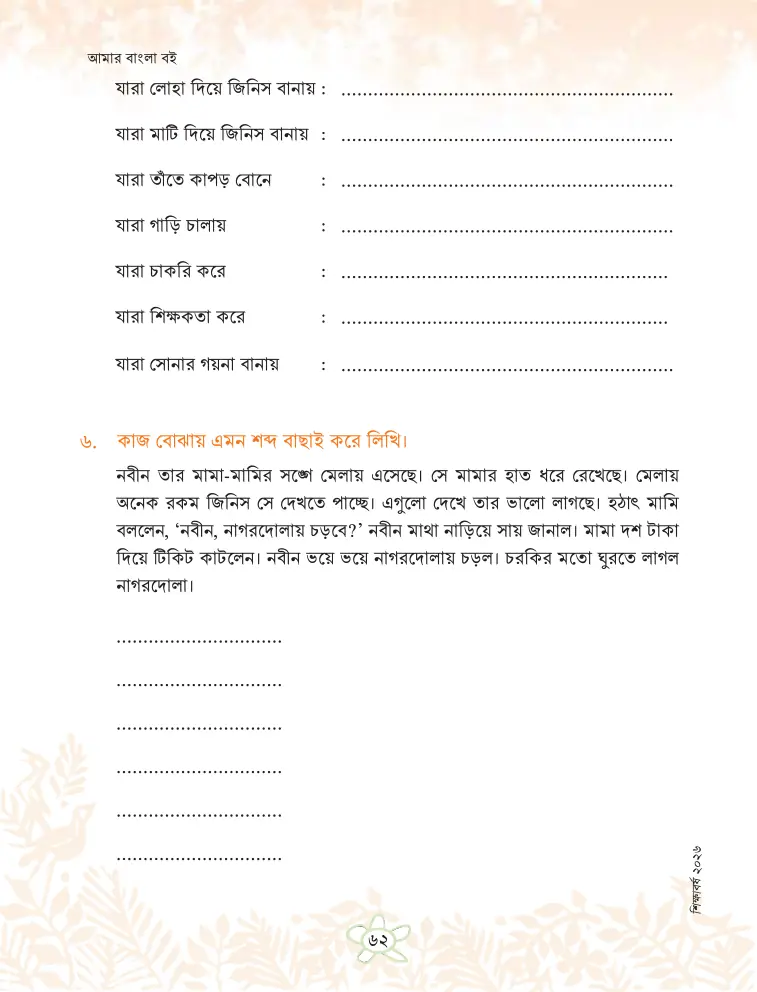 আমার বাংলা বই
যারা লোহা দিয়ে জিনিস বানায় : ...............................................................
যারা মাটি দিয়ে জিনিস বানায় : ...............................................................
যারা তাঁতে কাপড় বোনে : ...............................................................
যারা গাড়ি চালায় : ...............................................................
যারা চাকরি করে : ..............................................................
যারা শিক্ষকতা করে : ..............................................................
যারা সোনার গয়না বানায় : ...............................................................
৬. কাজ বোঝায় এমন শব্দ বাছাই করে লিখি।
নবীন তার মামা-মামির সঙ্গে মেলায় এসেছে। সে মামার হাত ধরে রেখেছে। মেলায়
অনেক রকম জিনিস সে দেখতে পাচ্ছে। এগুলো দেখে তার ভালো লাগছে। হঠাৎ মামি
বললেন, ‘নবীন, নাগরদোলায় চড়বে?’ নবীন মাথা নাড়িয়ে সায় জানাল। মামা দশ টাকা
দিয়ে টিকিট কাটলেন। নবীন ভয়ে ভয়ে নাগরদোলায় চড়ল। চরকির মতো ঘুরতে লাগল
নাগরদোলা।
...............................
...............................
...............................
...............................
...............................
...............................
শিক্ষাবর্ষ ২০২৬
৬২